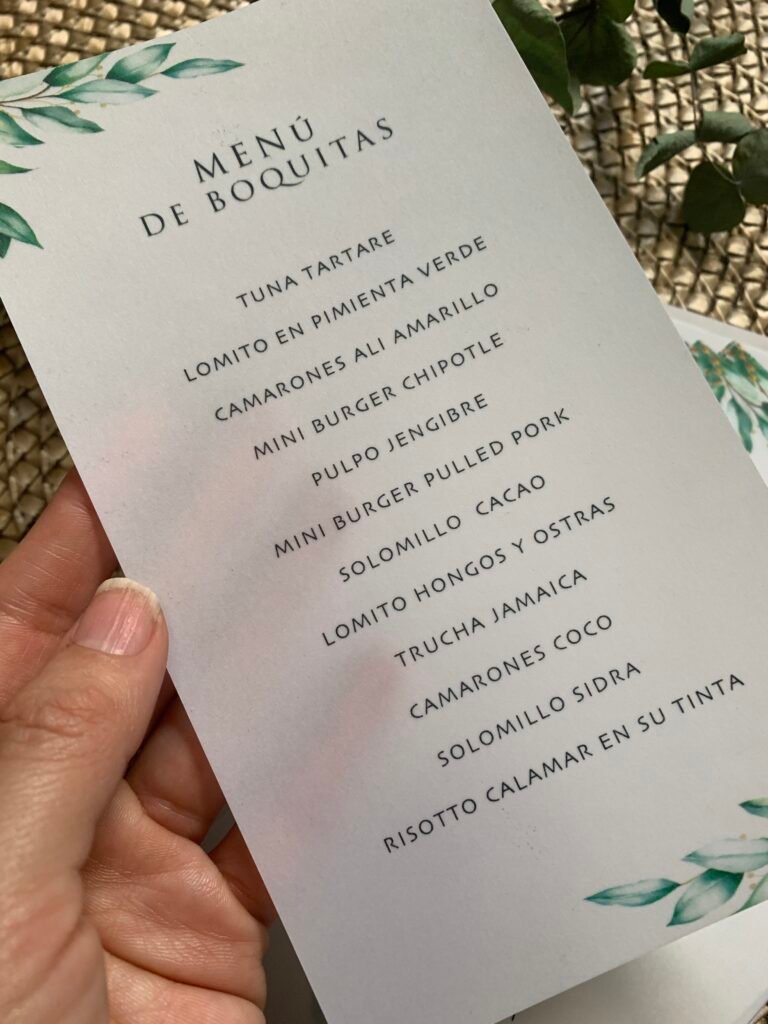 MENÚ
DE BOQUITAS
TUNA TARTARE
LOMITO EN PIMIENTA VERDE
CAMARONES ALI AMARILLO
MINI BURGER CHIPOTLE
PULPO JENGIBRE
MINI BURGER PULLED PORK
SOLOMILLO CACAO
LOMITO HONGOS Y OSTRAS
TRUCHA JAMAICA
CAMARONES COCO
SOLOMILLO SIDRA
RISOTTO CALAMAR EN SU TINTA